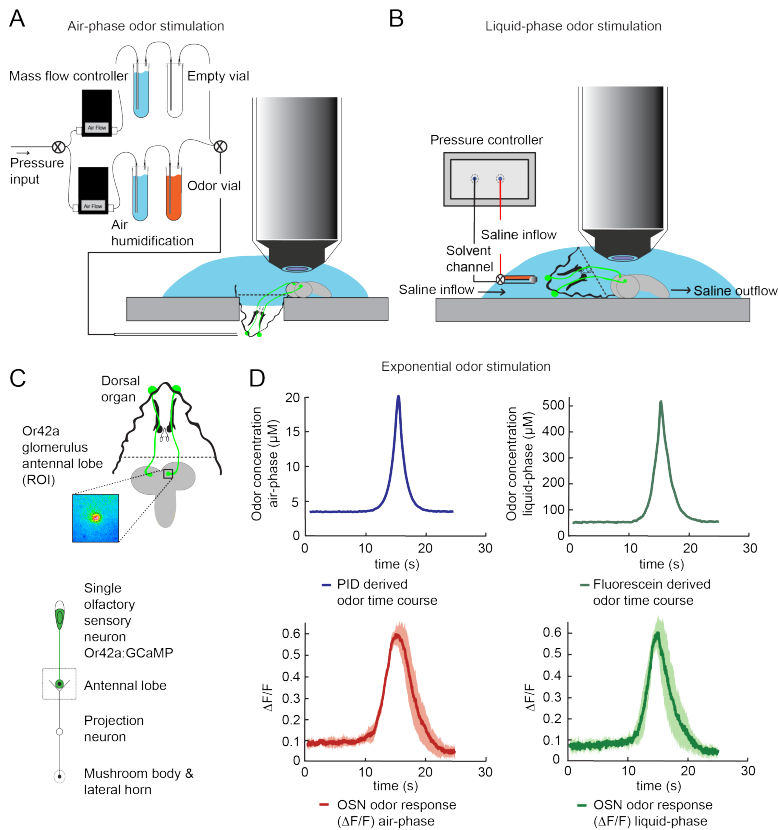 A
Air-phase odor stimulation
Mass flow controller
Empty vial
Air Flow
Pressure
input
Air Flow
Odor vial
Air
humidification
B
Liquid-phase odor stimulation
Pressure controller
Saline inflow
Solvent
channel
Saline inflow
Saline outflow
C
Dorsal
organ
Or42a
glomerulus
antennal lobe
(ROI)
Single
olfactory
sensory
neuron
Or42a:GCaMP
Antennal lobe
Projection
neuron
Mushroom body &
lateral horn
D
Exponential odor stimulation
Odor concentration
air-phase (µM)
20
15
10
5
0
0
10
20
30
time (s)
PID derived
odor time course
Odor concentration
liquid-phase (µM)
500
400
300
200
100
0
0
10
20
30
time (s)
Fluorescein derived
odor time course
ΔF/F
0.6
0.5
0.4
0.3
0.2
0.1
0
10
20
30
time (s)
OSN odor response
(ΔF/F) air-phase
ΔF/F
0.6
0.5
0.4
0.3
0.2
0.1
0
10
20
30
time (s)
OSN odor response
(ΔF/F) liquid-phase